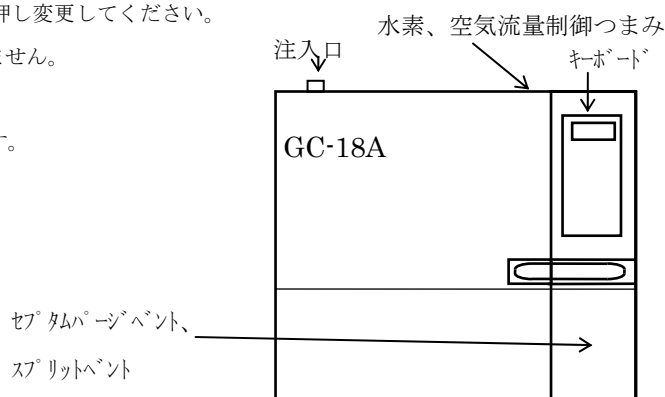 押し変更してください。
水素、空気流量制御つまみ
注入口
ません。
ｷｰﾎﾞｰﾄﾞ
す。
GC-18A
ｾﾌﾟﾀﾑﾊﾟｰｼﾞﾍﾞﾝﾄ、
ｽﾌﾟﾘｯﾄﾍﾞﾝﾄ